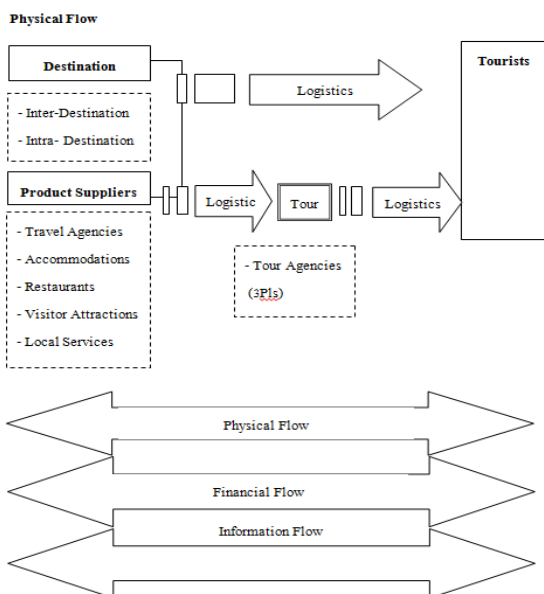 Physical Flow
Destination
- Inter-Destination
- Intra- Destination
Logistics
Tourists
Product Suppliers
- Travel Agencies
- Accommodations
- Restaurants
- Visitor Attractions
- Local Services
Logistic
Tour
Logistics
- Tour Agencies
(3Pls)
Physical Flow
Financial Flow
Information Flow